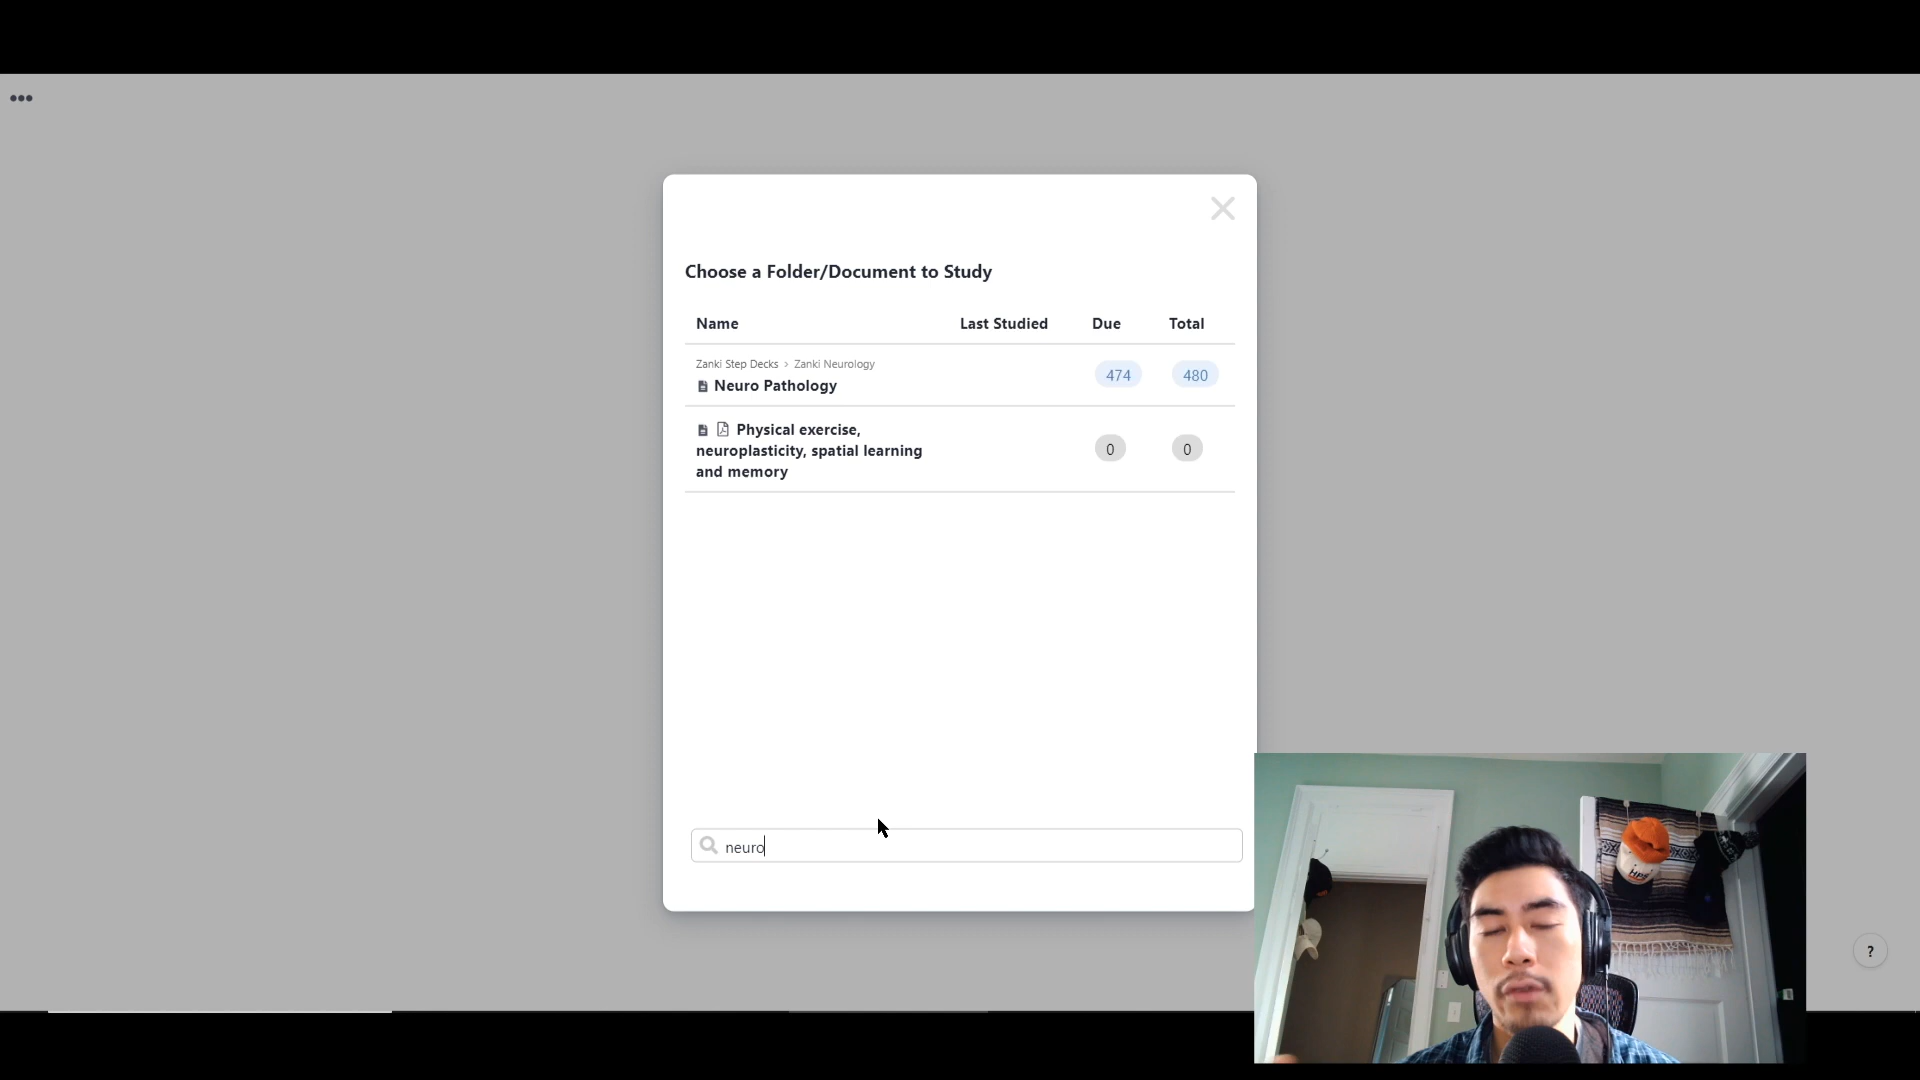 Choose a Folder/Document to Study
Name Last Studied Due Total
Zanki Step Decks > Zanki Neurology
Neuro Pathology 474 480
Physical exercise,
neuroplasticity, spatial learning 0 0
and memory
neuro
?